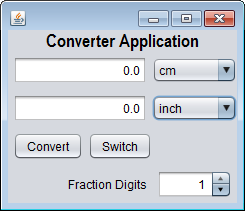 Converter Application
0.0 cm
0.0 inch
Convert Switch
Fraction Digits 1